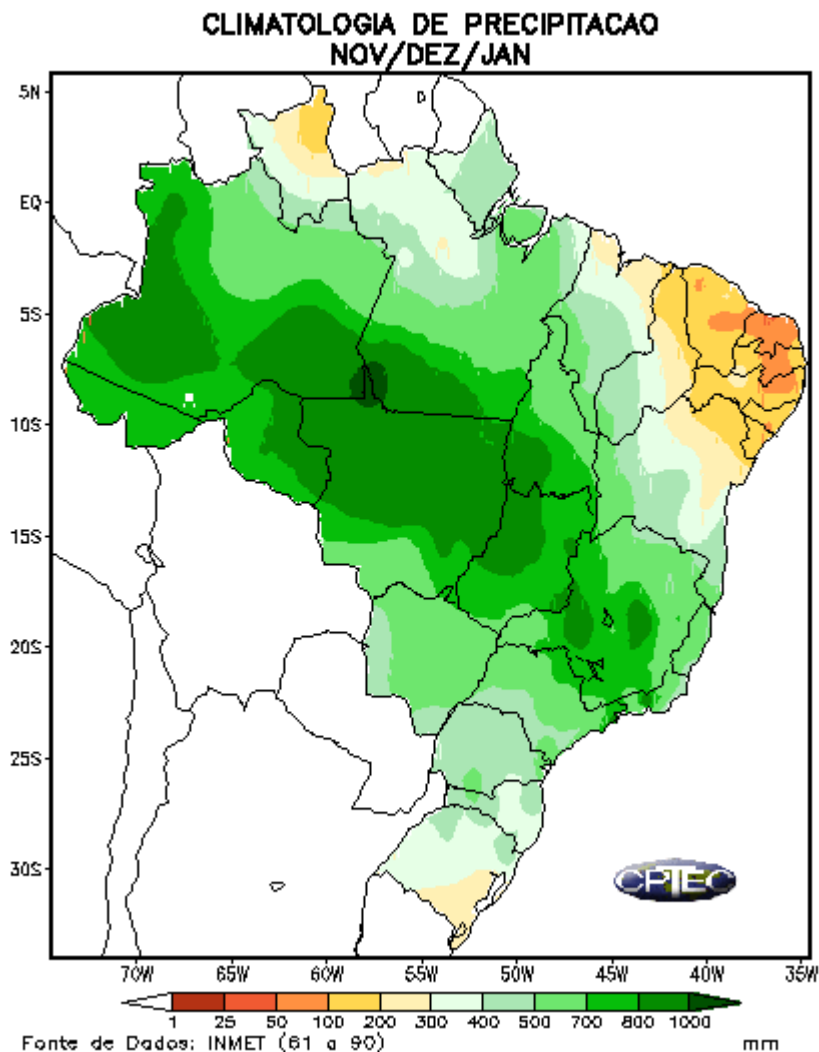 CLIMATOLOGIA DE PRECIPITACAO
NOV/DEZ/JAN
5N
EQ
5S
10S
15S
20S
25S
30S
CPTEC
70W 65W 60W 55W 50W 45W 40W 35W
1 25 50 100 200 300 400 500 700 800 1000
Fonte de Dados: INMET (61 a 90) mm